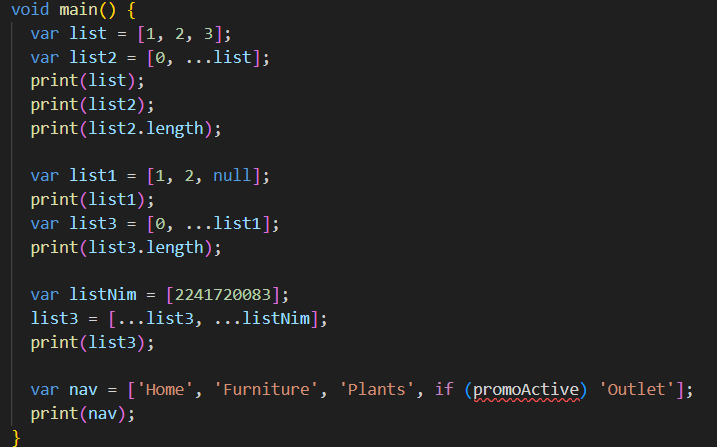 void main() {
  var list = [1, 2, 3];
  var list2 = [0, ...list];
  print(list);
  print(list2);
  print(list2.length);

  var list1 = [1, 2, null];
  print(list1);
  var list3 = [0, ...list1];
  print(list3.length);

  var listNim = [2241720083];
  list3 = [...list3, ...listNim];
  print(list3);

  var nav = ['Home', 'Furniture', 'Plants', if (promoActive) 'Outlet'];
  print(nav);
}